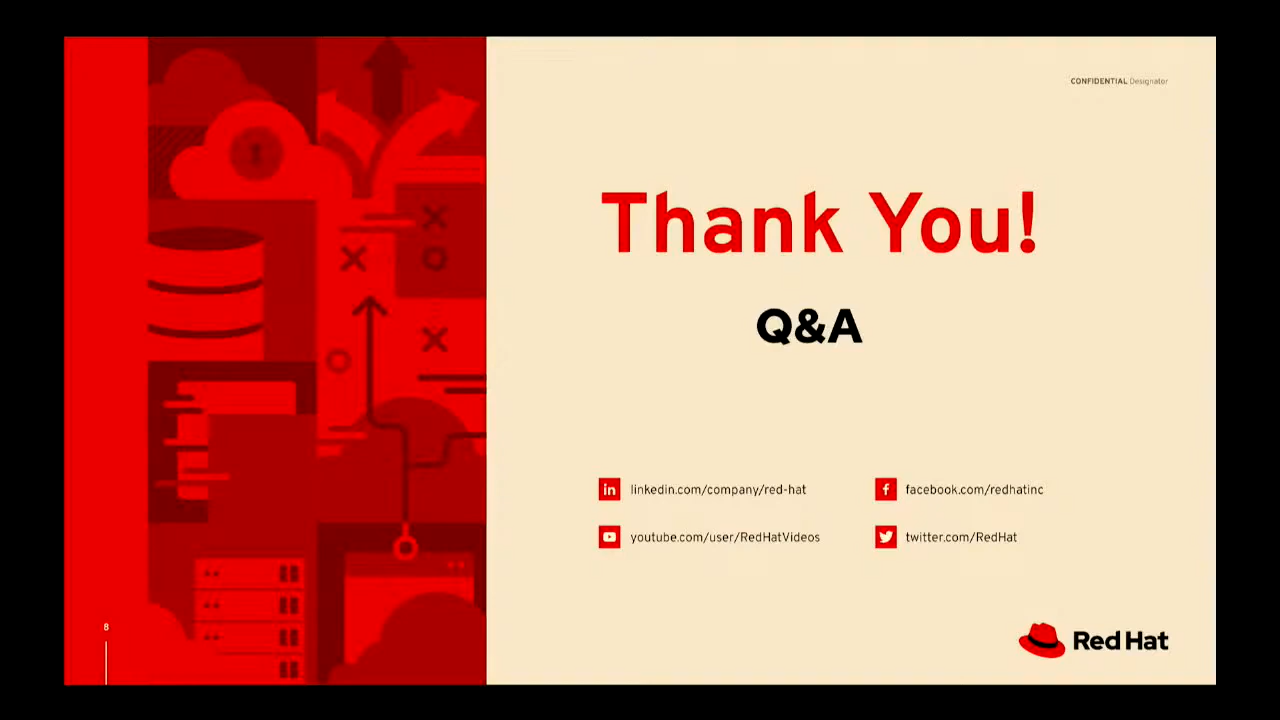 CONFIDENTIAL Designator
Thank You!
Q&A
linkedin.com/company/red-hat
facebook.com/redhatinc
youtube.com/user/RedHatVideos
twitter.com/RedHat
8
Red Hat